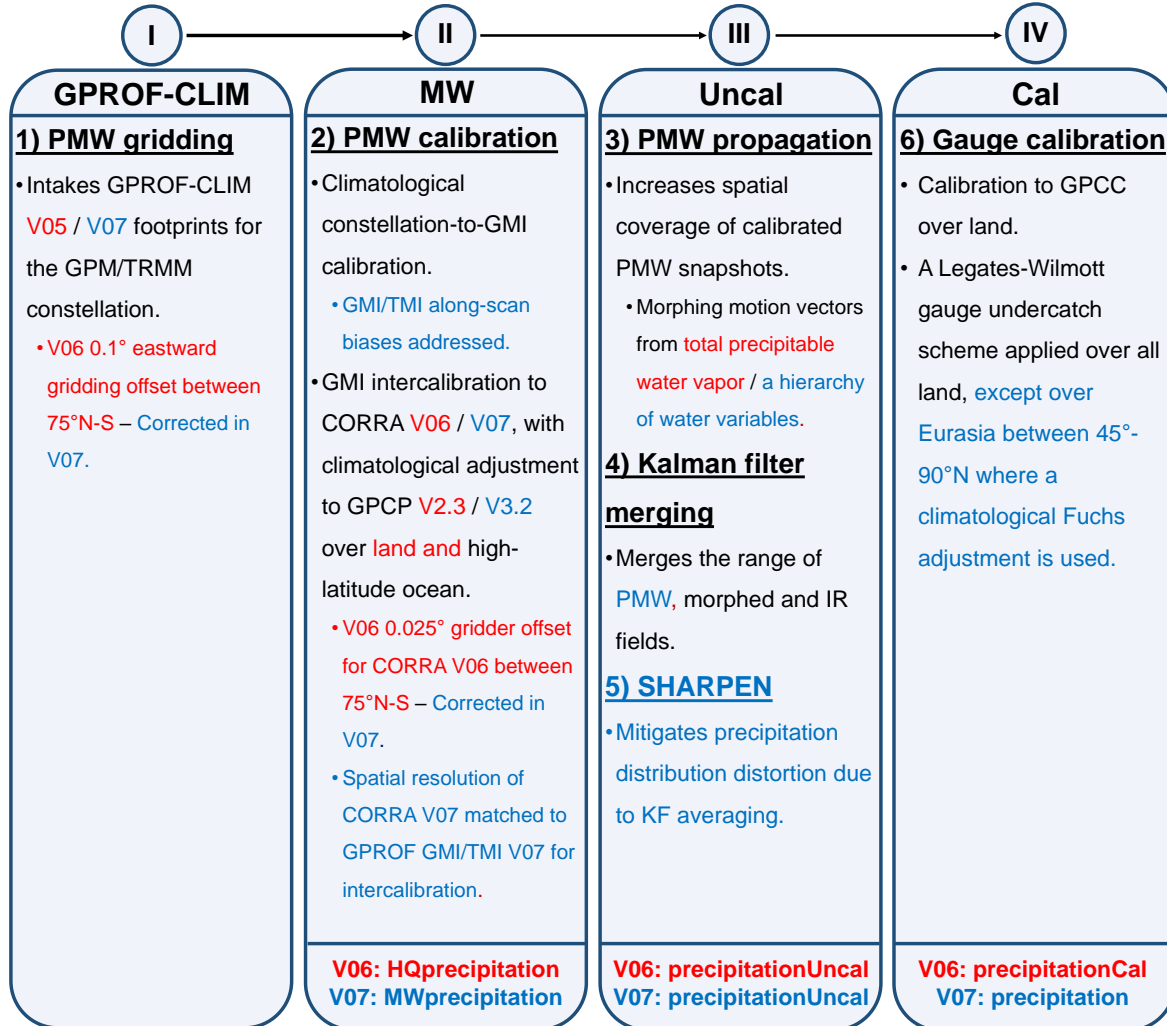 I
II
III
IV
GPROF-CLIM
1) PMW gridding
•Intakes GPROF-CLIM
V05 / V07 footprints for
the GPM/TRMM
constellation.
•V06 0.1° eastward
gridding offset between
75°N-S – Corrected in
V07.
MW
2) PMW calibration
•Climatological
constellation-to-GMI
calibration.
•GMI/TMI along-scan
biases addressed.
•GMI intercalibration to
CORRA V06 / V07, with
climatological adjustment
to GPCP V2.3 / V3.2
over land and high-
latitude ocean.
•V06 0.025° gridder offset
for CORRA V06 between
75°N-S – Corrected in
V07.
•Spatial resolution of
CORRA V07 matched to
GPROF GMI/TMI V07 for
intercalibration.
V06: HQprecipitation
V07: MWprecipitation
Uncal
3) PMW propagation
•Increases spatial
coverage of calibrated
PMW snapshots.
•Morphing motion vectors
from total precipitable
water vapor / a hierarchy
of water variables.
4) Kalman filter
merging
•Merges the range of
PMW, morphed and IR
fields.
5) SHARPEN
•Mitigates precipitation
distribution distortion due
to KF averaging.
V06: precipitationUncal
V07: precipitationUncal
Cal
6) Gauge calibration
• Calibration to GPCC
over land.
• A Legates-Wilmott
gauge undercatch
scheme applied over all
land, except over
Eurasia between 45°-
90°N where a
climatological Fuchs
adjustment is used.
V06: precipitationCal
V07: precipitation